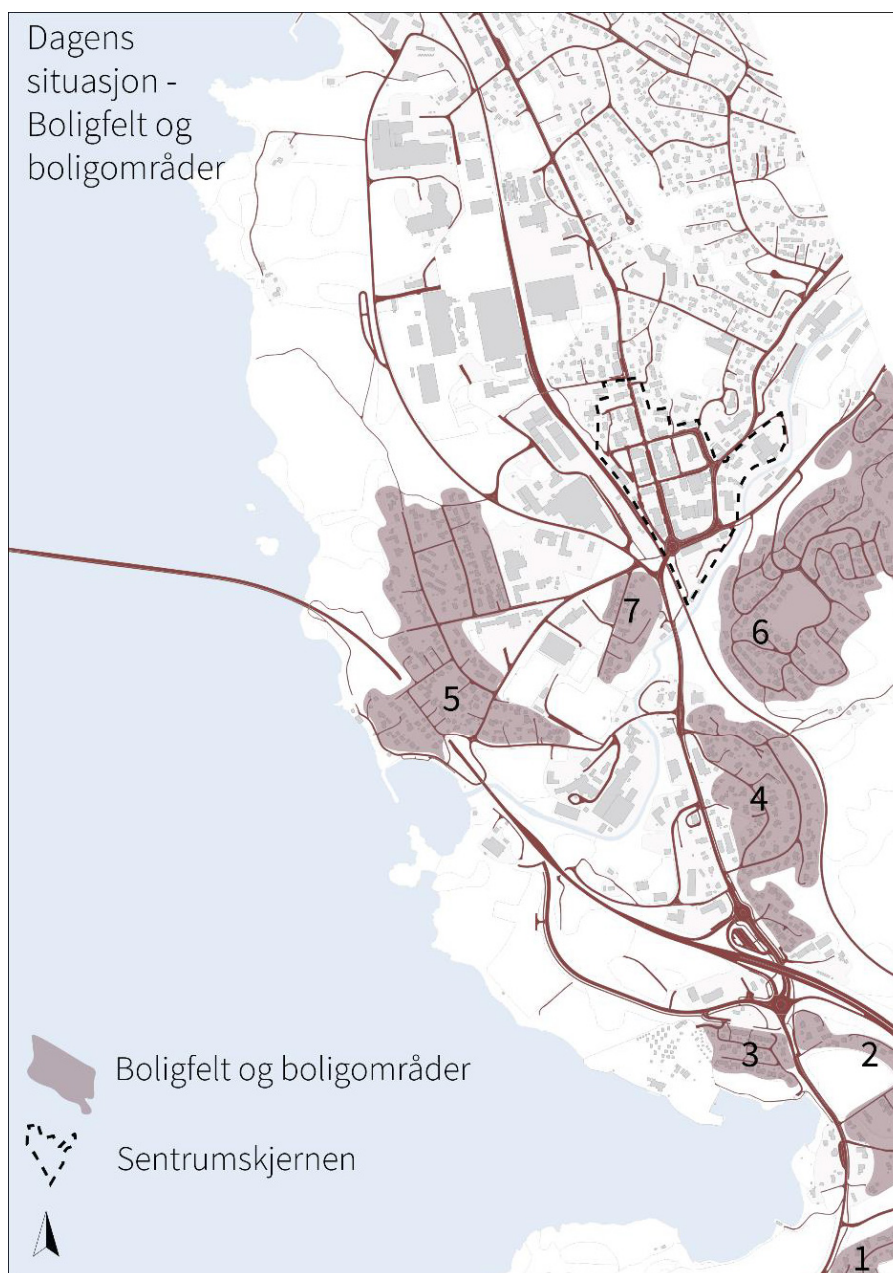 Dagens
situasjon -
Boligfelt og
boligområder
7
6
5
4
3
2
1
Boligfelt og boligområder
Sentrumskjernen